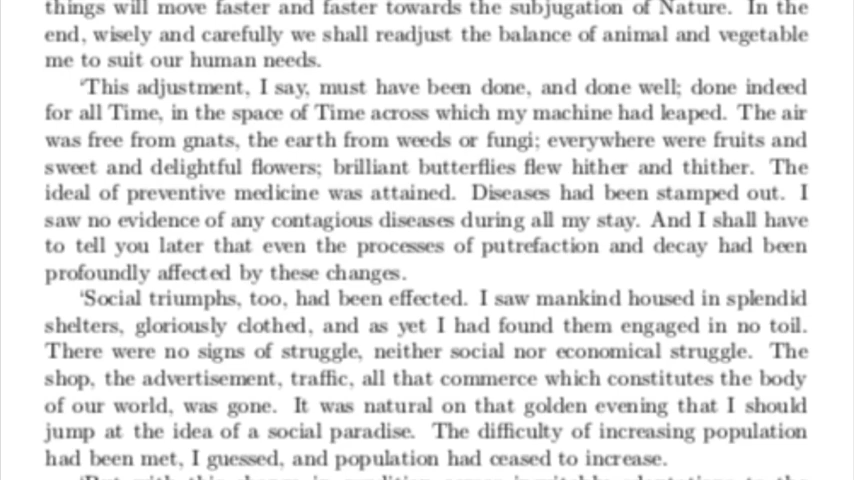 things will move faster and faster towards the subjugation of Nature. In the
end, wisely and carefully we shall readjust the balance of animal and vegetable
me to suit our human needs.
‘This adjustment, I say, must have been done, and done well; done indeed
for all Time, in the space of Time across which my machine had leaped. The air
was free from gnats, the earth from weeds or fungi; everywhere were fruits and
sweet and delightful flowers; brilliant butterflies flew hither and thither. The
ideal of preventive medicine was attained. Diseases had been stamped out. I
saw no evidence of any contagious diseases during all my stay. And I shall have
to tell you later that even the processes of putrefaction and decay had been
profoundly affected by these changes.
‘Social triumphs, too, had been effected. I saw mankind housed in splendid
shelters, gloriously clothed, and as yet I had found them engaged in no toil.
There were no signs of struggle, neither social nor economical struggle. The
shop, the advertisement, traffic, all that commerce which constitutes the body
of our world, was gone. It was natural on that golden evening that I should
jump at the idea of a social paradise. The difficulty of increasing population
had been met, I guessed, and population had ceased to increase.
‘But with this change in condition comes inevitably adaptations to the